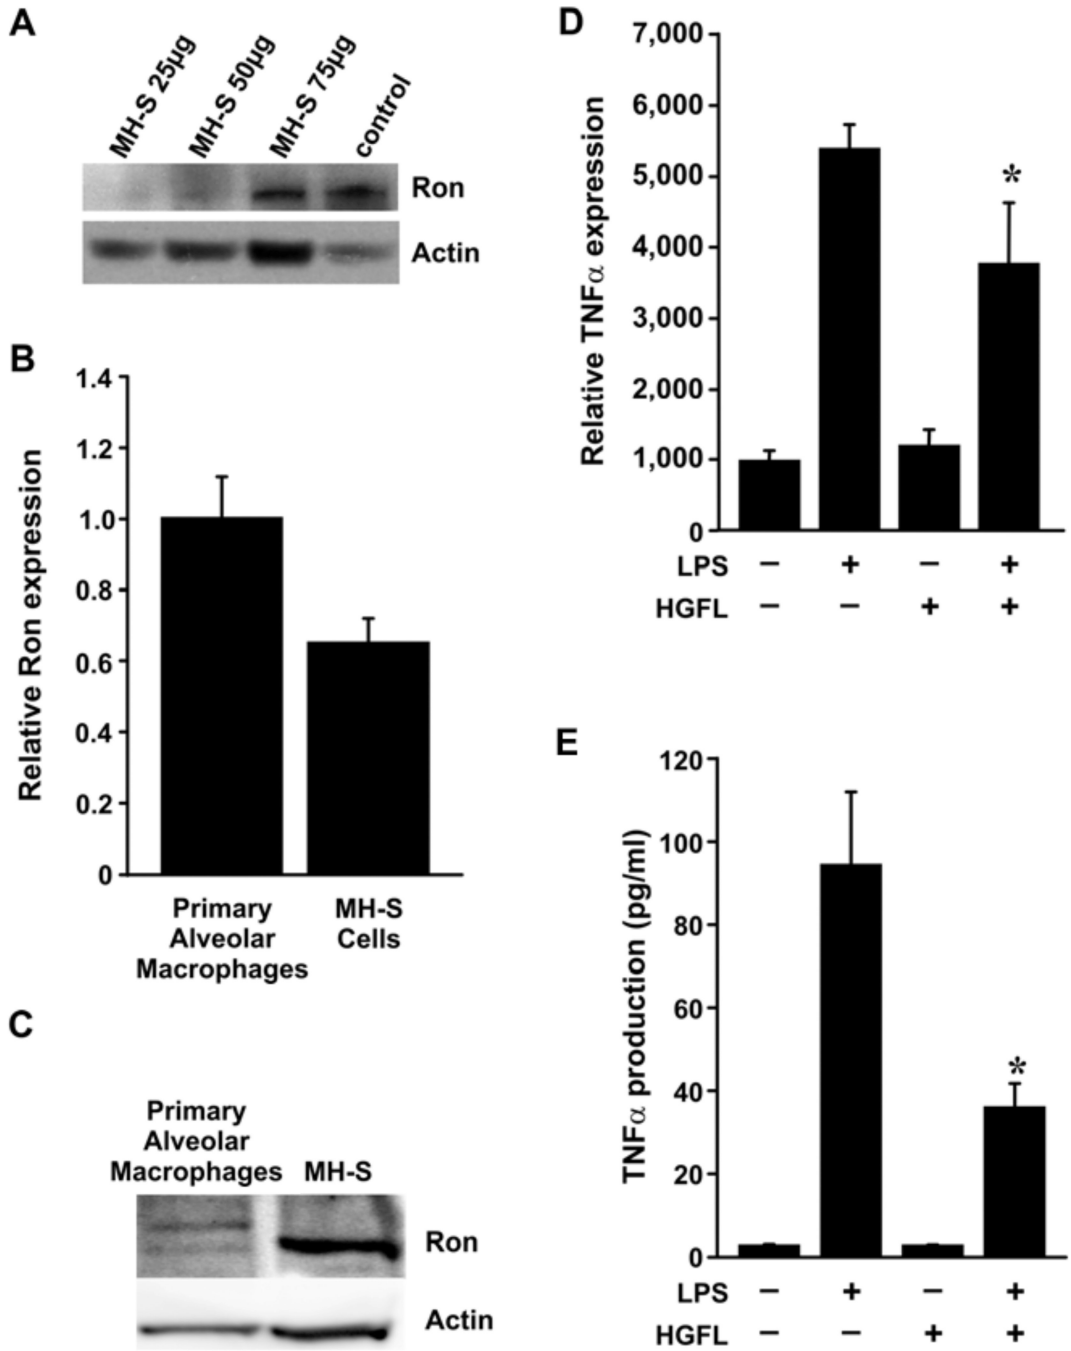 A
MH-S 25µg
MH-S 50µg
MH-S 75µg
control
Ron
Actin
B
Relative Ron expression
1.4
1.2
1.0
0.8
0.6
0.4
0.2
0
Primary
Alveolar
Macrophages
MH-S
Cells
C
Primary
Alveolar
Macrophages
MH-S
Ron
Actin
D
Relative TNFα expression
7,000
6,000
5,000
4,000
3,000
2,000
1,000
0
*
LPS − + − +
HGFL − − + +
E
TNFα production (pg/ml)
120
100
80
60
40
20
0
*
LPS − + − +
HGFL − − + +